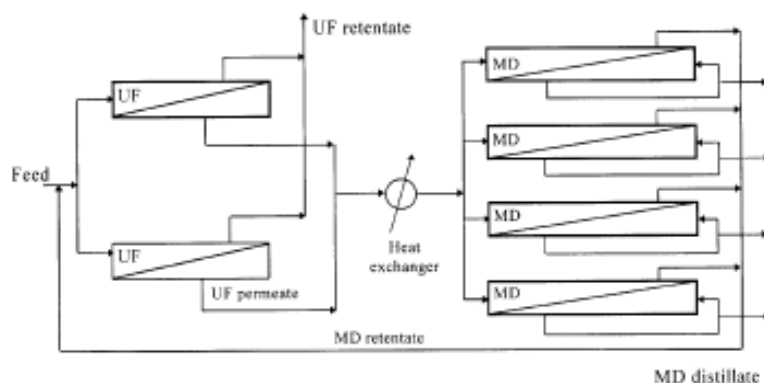 UF retentate
MD
UF
MD
Feed
MD
Heat
exchanger
UF
MD
UF permeate
MD retentate
MD distillate